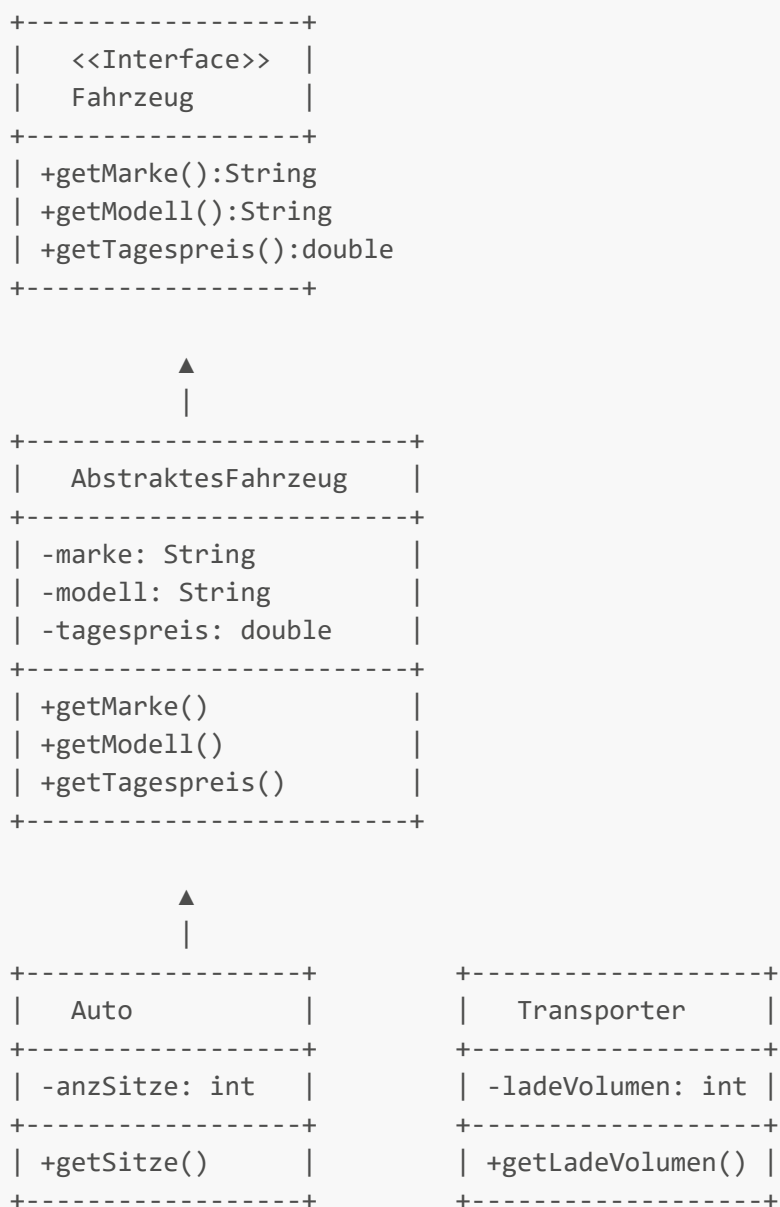 +------------------+
|   <<Interface>>  |
|   Fahrzeug       |
+------------------+
| +getMarke():String
| +getModell():String
| +getTagespreis():double
+------------------+

           ▲
           |
+-------------------------+
|   AbstraktesFahrzeug    |
+-------------------------+
| -marke: String          |
| -modell: String         |
| -tagespreis: double     |
+-------------------------+
| +getMarke()             |
| +getModell()            |
| +getTagespreis()        |
+-------------------------+

           ▲
           |
+------------------+         +-------------------+
|   Auto           |         |   Transporter     |
+------------------+         +-------------------+
| -anzSitze: int   |         | -ladeVolumen: int |
+------------------+         +-------------------+
| +getSitze()      |         | +getLadeVolumen() |
+------------------+         +-------------------+